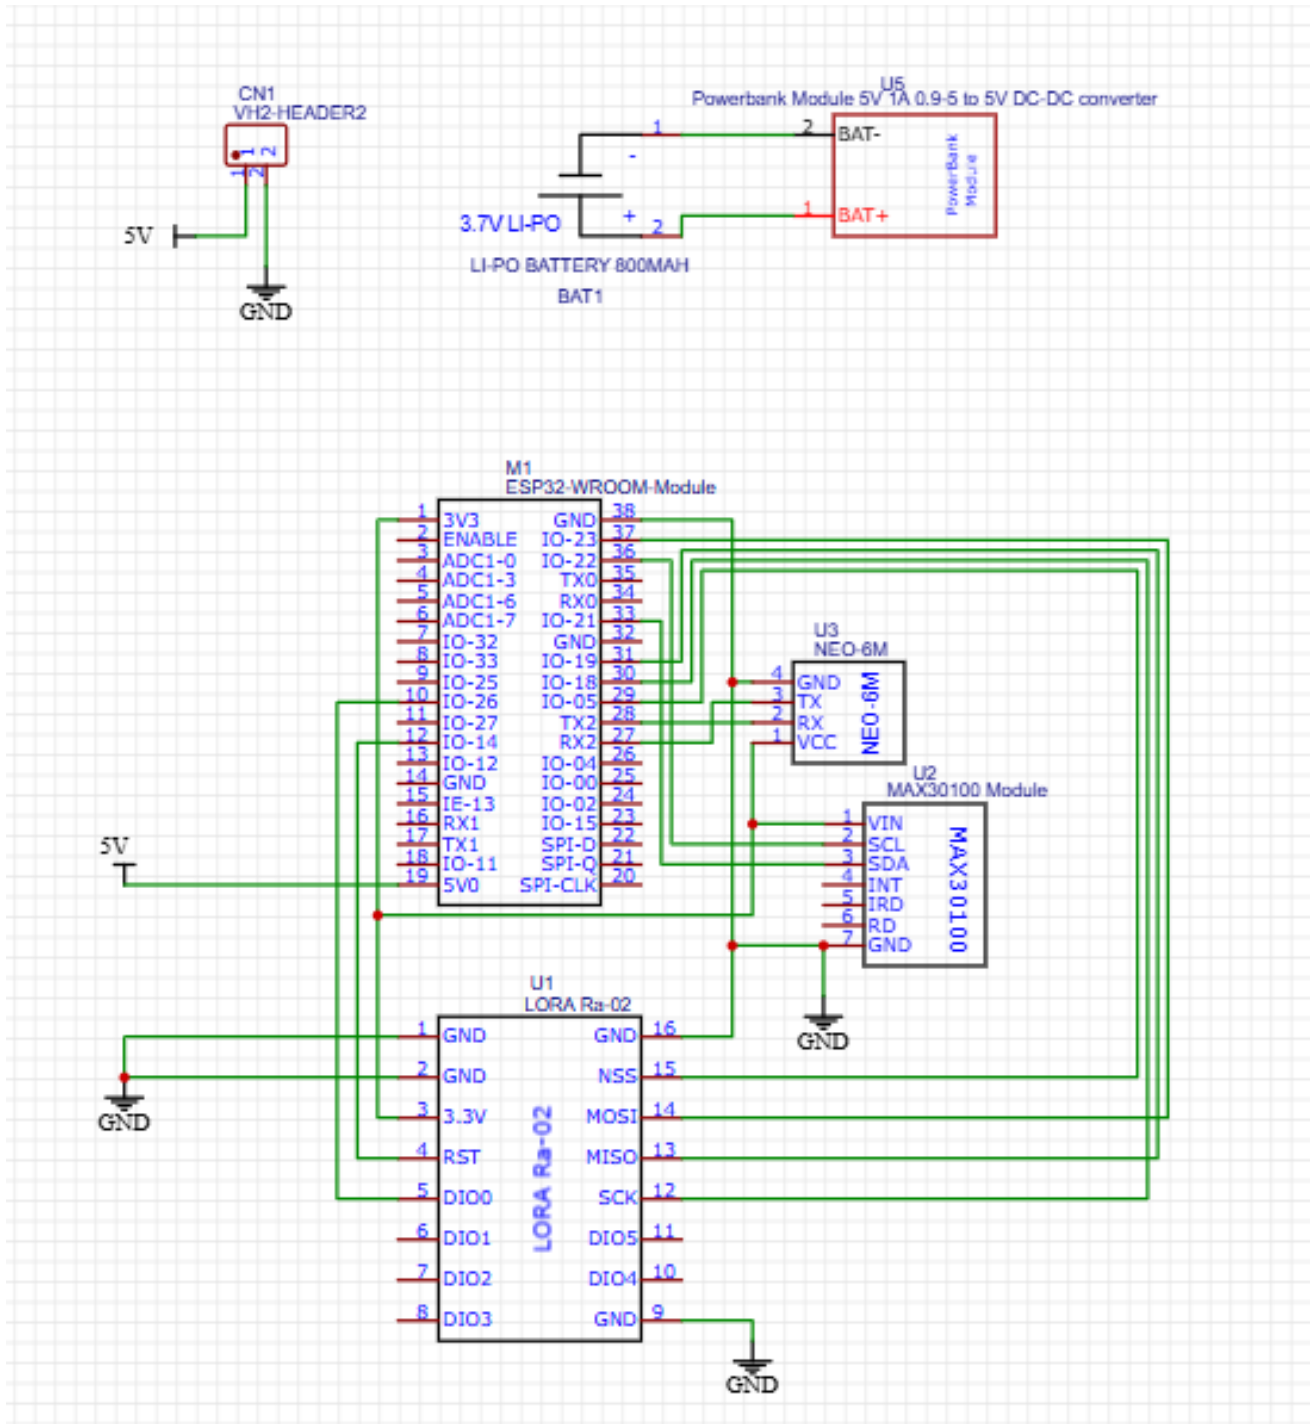 CN1
VH2-HEADER2
1 2
1 2
5V
GND
U5
Powerbank Module 5V 1A 0.9-5 to 5V DC-DC converter
1
2 BAT-
-
PowerBank
Module
+
2
1 BAT+
3.7V LI-PO
LI-PO BATTERY 800MAH
BAT1
M1
ESP32-WROOM-Module
1 3V3 GND 38
2 ENABLE IO-23 37
3 ADC1-0 IO-22 36
4 ADC1-3 TX0 35
5 ADC1-6 RX0 34
6 ADC1-7 IO-21 33
7 IO-32 GND 32
8 IO-33 IO-19 31
9 IO-25 IO-18 30
10 IO-26 IO-05 29
11 IO-27 TX2 28
12 IO-14 RX2 27
13 IO-12 IO-04 26
14 GND IO-00 25
15 IE-13 IO-02 24
16 RX1 IO-15 23
17 TX1 SPI-D 22
18 IO-11 SPI-Q 21
19 5V0 SPI-CLK 20
5V
U3
NEO-6M
4 GND
3 TX
2 RX
1 VCC
NEO-6M
U2
MAX30100 Module
1 VIN
2 SCL
3 SDA
4 INT
5 IRD
6 RD
7 GND
MAX30100
GND
U1
LORA Ra-02
1 GND GND 16
2 GND NSS 15
3 3.3V MOSI 14
4 RST MISO 13
5 DIO0 SCK 12
6 DIO1 DIO5 11
7 DIO2 DIO4 10
8 DIO3 GND 9
LORA Ra-02
GND
GND